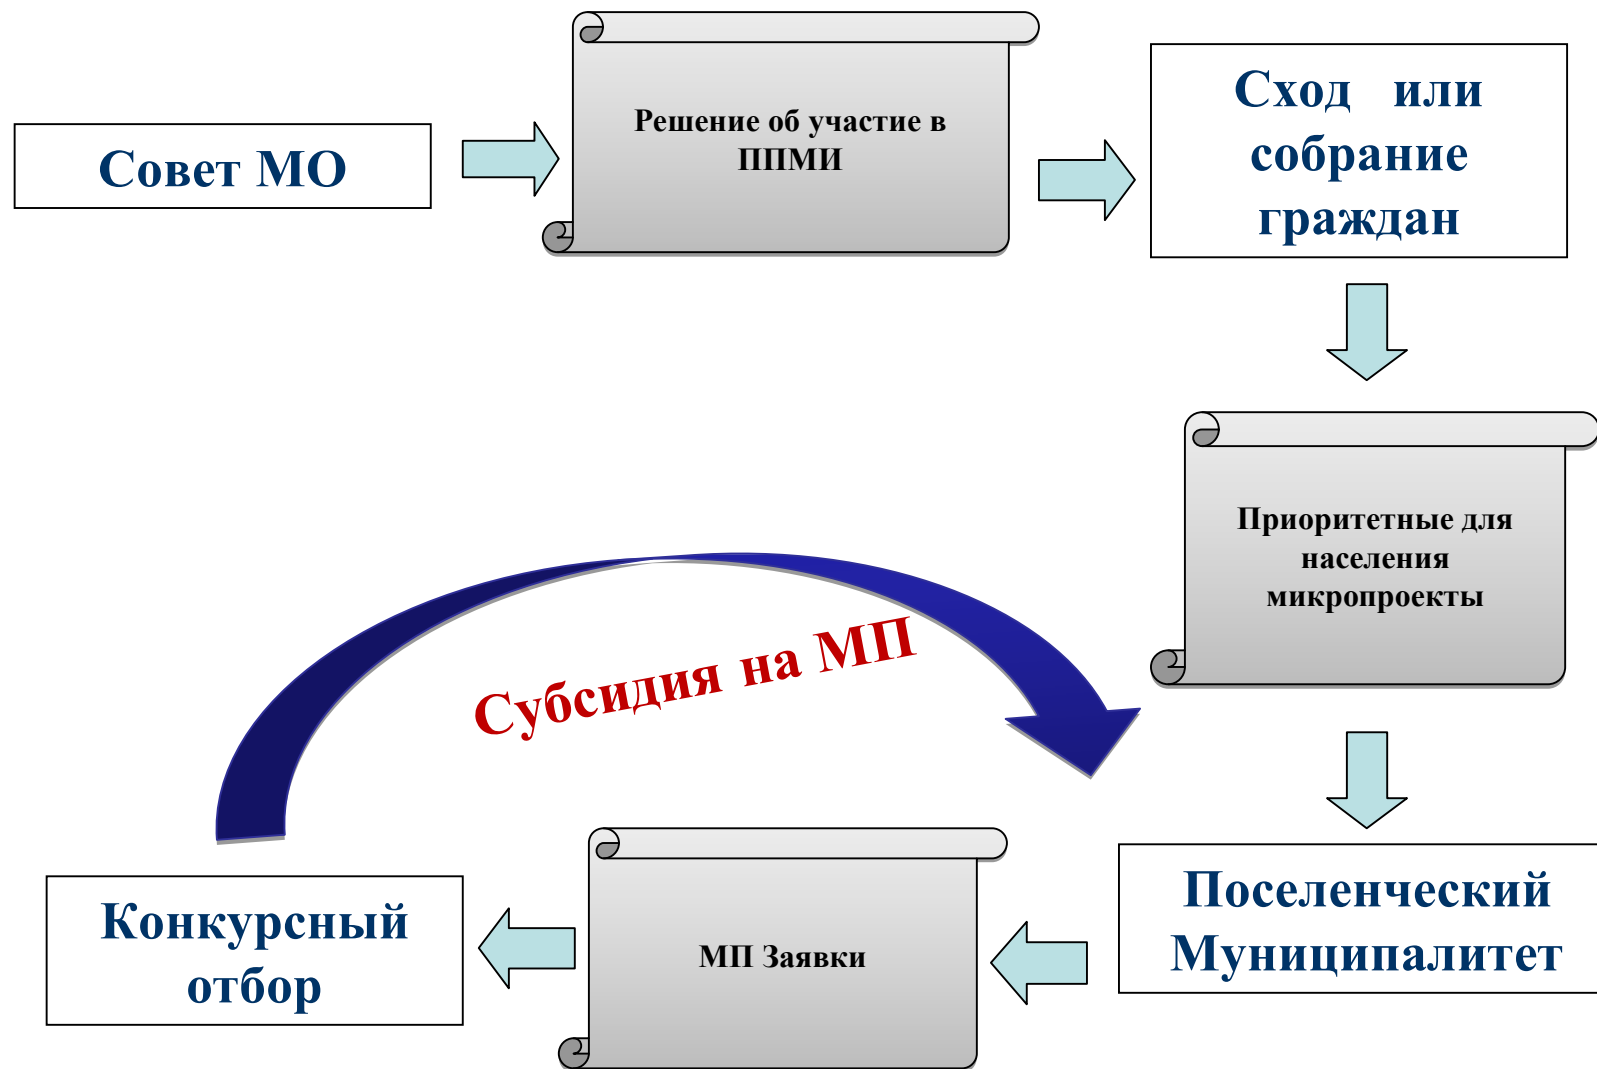 Совет МО
Решение об участие в
ППМИ
Сход или
собрание
граждан
Приоритетные для
населения
микропроекты
Субсидия на МП
Поселенческий
Муниципалитет
МП Заявки
Конкурсный
отбор